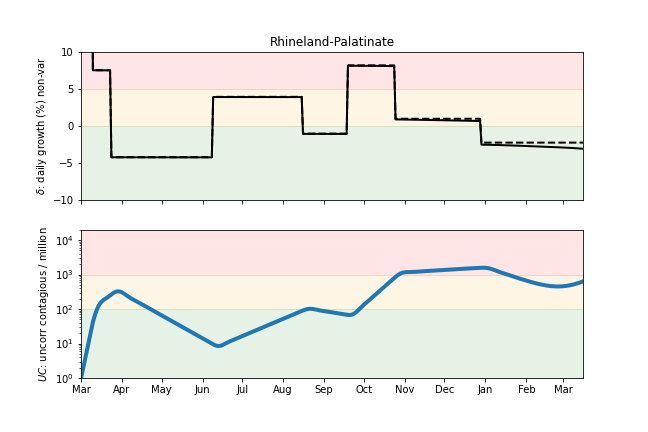 Rhineland-Palatinate
δ: daily growth (%) non-var
10
5
0
−5
−10
UC: uncorr contagious / million
10⁴
10³
10²
10¹
10⁰
Mar Apr May Jun Jul Aug Sep Oct Nov Dec Jan Feb Mar